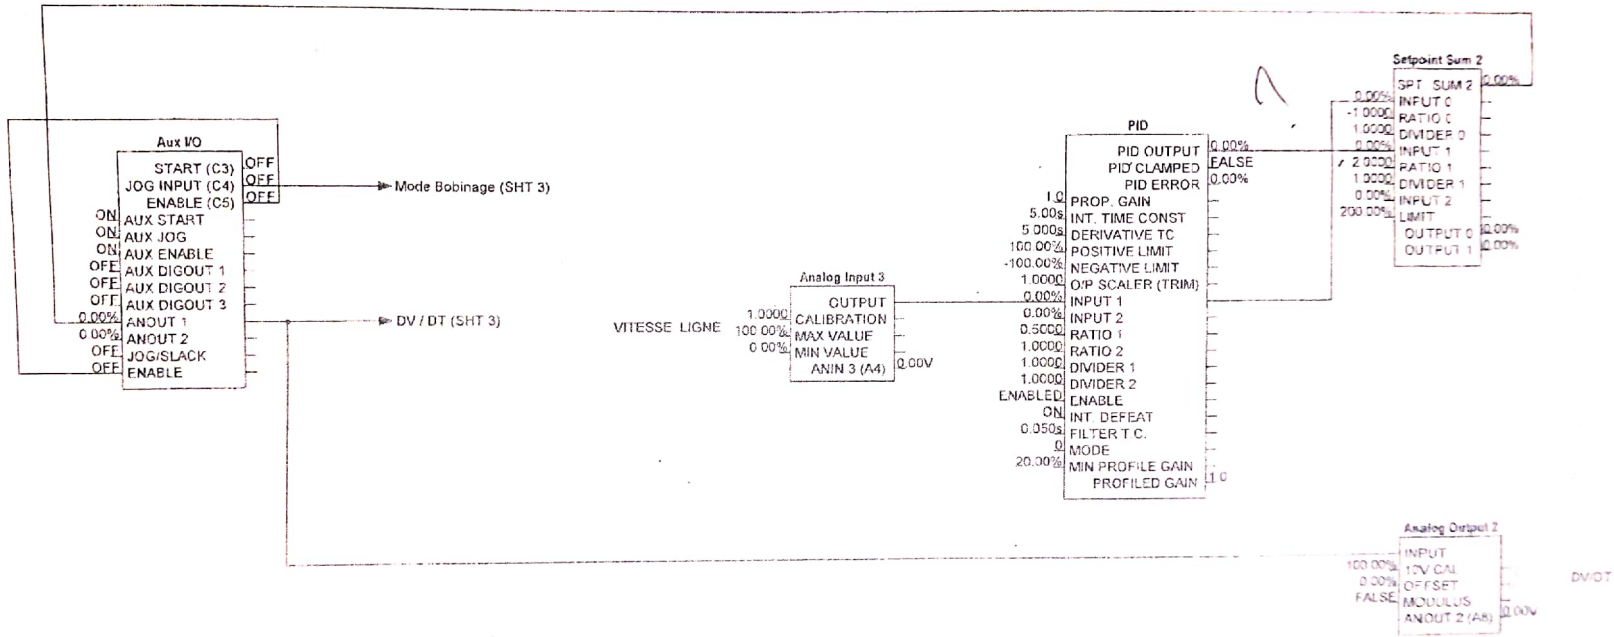 Setpoint Sum 2
SPT. SUM 2 0.00%
0.00% INPUT 0
-1.0000 RATIO 0
1.0000 DIVIDER 0
0.00% INPUT 1
2.0000 RATIO 1
1.0000 DIVIDER 1
0.00% INPUT 2
200.00% LIMIT
OUTPUT 0 0.00%
OUTPUT 1 0.00%
Aux I/O
START (C3) OFF
JOG INPUT (C4) OFF
ENABLE (C5) OFF
ON AUX START
ON AUX JOG
ON AUX ENABLE
OFF AUX DIGOUT 1
OFF AUX DIGOUT 2
OFF AUX DIGOUT 3
0.00% ANOUT 1
0.00% ANOUT 2
OFF JOG/SLACK
OFF ENABLE
Mode Bobinage (SHT 3)
DV / DT (SHT 3)
PID
PID OUTPUT 0.00%
PID CLAMPED FALSE
PID ERROR 0.00%
1.0 PROP. GAIN
5.00s INT. TIME CONST
5.000s DERIVATIVE TC
100.00% POSITIVE LIMIT
-100.00% NEGATIVE LIMIT
1.0000 O/P SCALER (TRIM)
0.00% INPUT 1
0.00% INPUT 2
0.5000 RATIO 1
1.0000 RATIO 2
1.0000 DIVIDER 1
1.0000 DIVIDER 2
ENABLED ENABLE
ON INT. DEFEAT
0.050s FILTER T.C.
0 MODE
20.00% MIN PROFILE GAIN
PROFILED GAIN 1.0
VITESSE LIGNE
Analog Input 3
OUTPUT
1.0000 CALIBRATION
100.00% MAX VALUE
0.00% MIN VALUE
ANIN 3 (A4) 0.00V
Analog Output 2
INPUT
100.00% 10V CAL
0.00% OFFSET
FALSE MODULUS
ANOUT 2 (A8) 0.00V
DV/DT